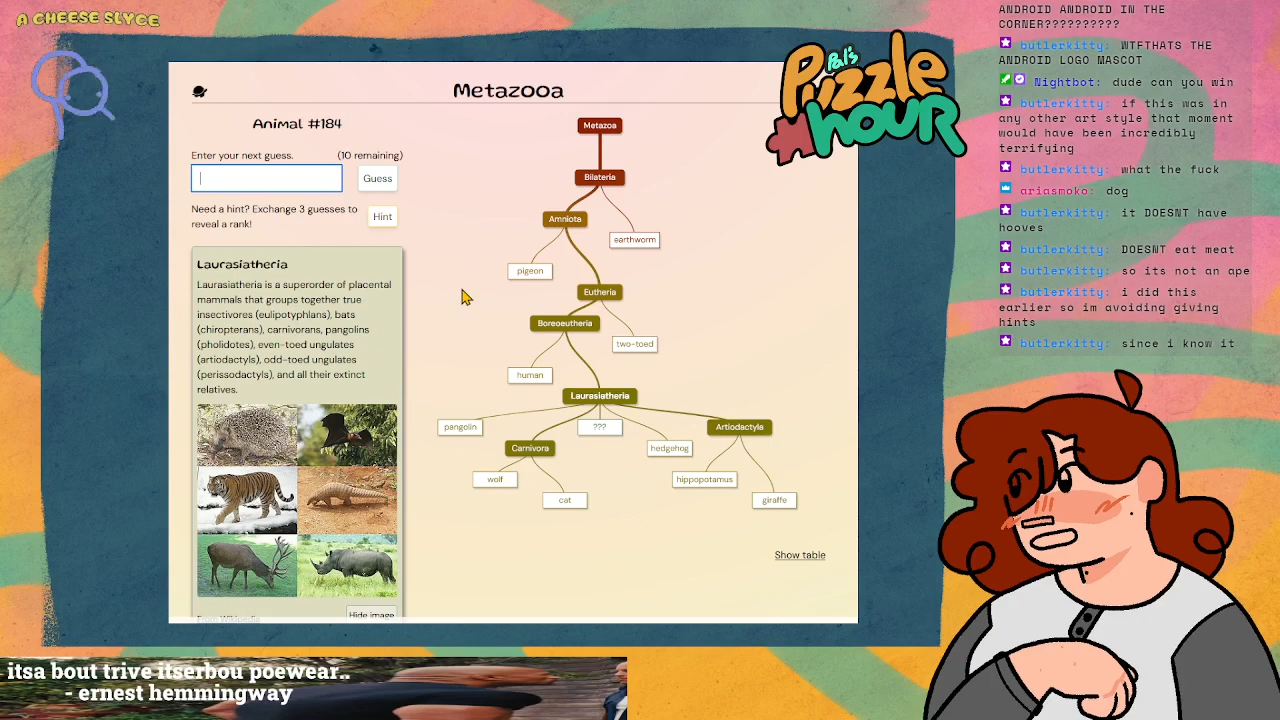 A CHEESE SLYCE
Metazooa
Animal #184
Enter your next guess.
(10 remaining)
Guess
Need a hint? Exchange 3 guesses to
reveal a rank!
Hint
Laurasiatheria
Laurasiatheria is a superorder of placental
mammals that groups together true
insectivores (eulipotyphlans), bats
(chiropterans), carnivorans, pangolins
(pholidotes), even-toed ungulates
(artiodactyls), odd-toed ungulates
(perissodactyls), and all their extinct
relatives.
From Wikipedia
Hide image
Metazoa
Bilateria
Amniota
earthworm
pigeon
Eutheria
Boreoeutheria
two-toed
human
Laurasiatheria
pangolin
???
Artiodactyla
Carnivora
hedgehog
wolf
hippopotamus
cat
giraffe
Show table
Pal's
Puzzle
HOUR
ANDROID ANDROID IN THE
CORNER??????????
butlerkitty: WTFTHATS THE
ANDROID LOGO MASCOT
Nightbot: dude can you win
butlerkitty: if this was in
any other art style that moment
would have been incredibly
terrifying
butlerkitty: what the fuck
ariasmoko: dog
butlerkitty: it DOESNT have
hooves
butlerkitty: DOESNT eat meat
butlerkitty: so its not an ape
butlerkitty: i did this
earlier so im avoiding giving
hints
butlerkitty: since i know it
itsa bout trive itserbou poewear..
- ernest hemmingway